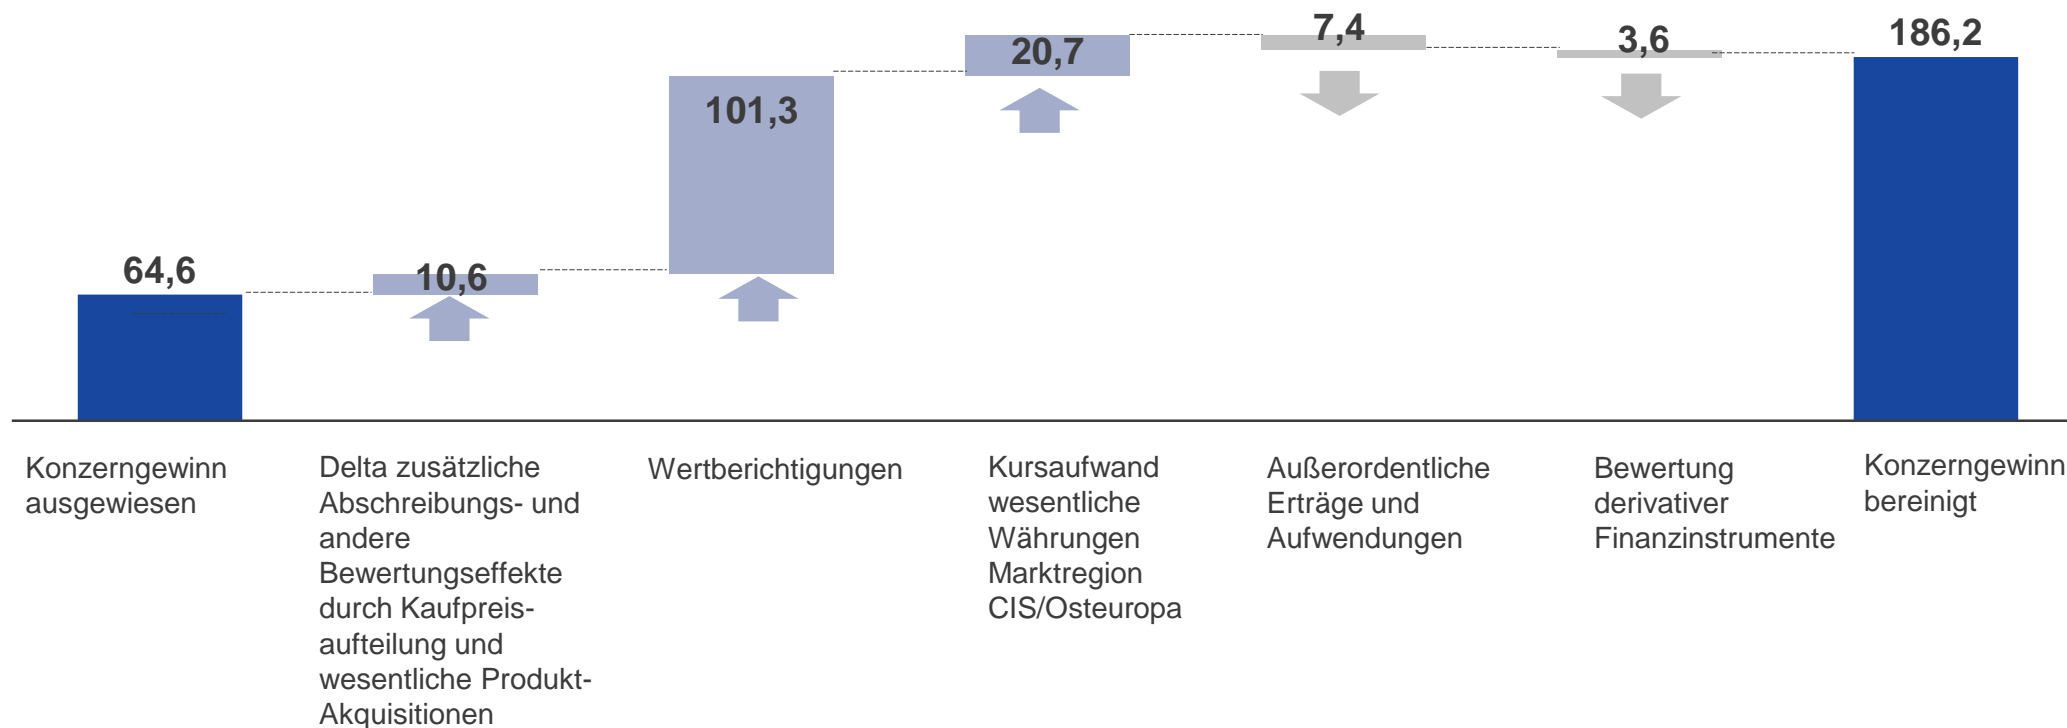 64,6
10,6
101,3
20,7
7,4
3,6
186,2
Konzerngewinn
ausgewiesen
Delta zusätzliche
Abschreibungs- und
andere
Bewertungseffekte
durch Kaufpreis-
aufteilung und
wesentliche Produkt-
Akquisitionen
Wertberichtigungen
Kursaufwand
wesentliche
Währungen
Marktregion
CIS/Osteuropa
Außerordentliche
Erträge und
Aufwendungen
Bewertung
derivativer
Finanzinstrumente
Konzerngewinn
bereinigt